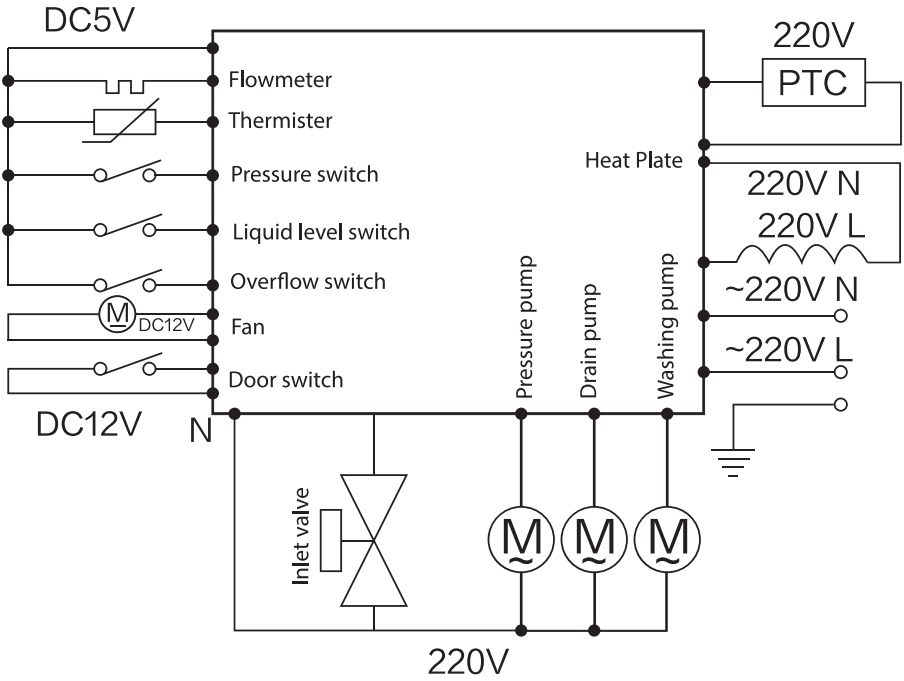 DC5V
Flowmeter
Thermister
Pressure switch
Liquid level switch
Overflow switch
M
DC12V
Fan
Door switch
DC12V
N
220V
PTC
Heat Plate
220V N
220V L
~220V N
~220V L
Pressure pump
Drain pump
Washing pump
Inlet valve
M
~
M
~
M
~
220V